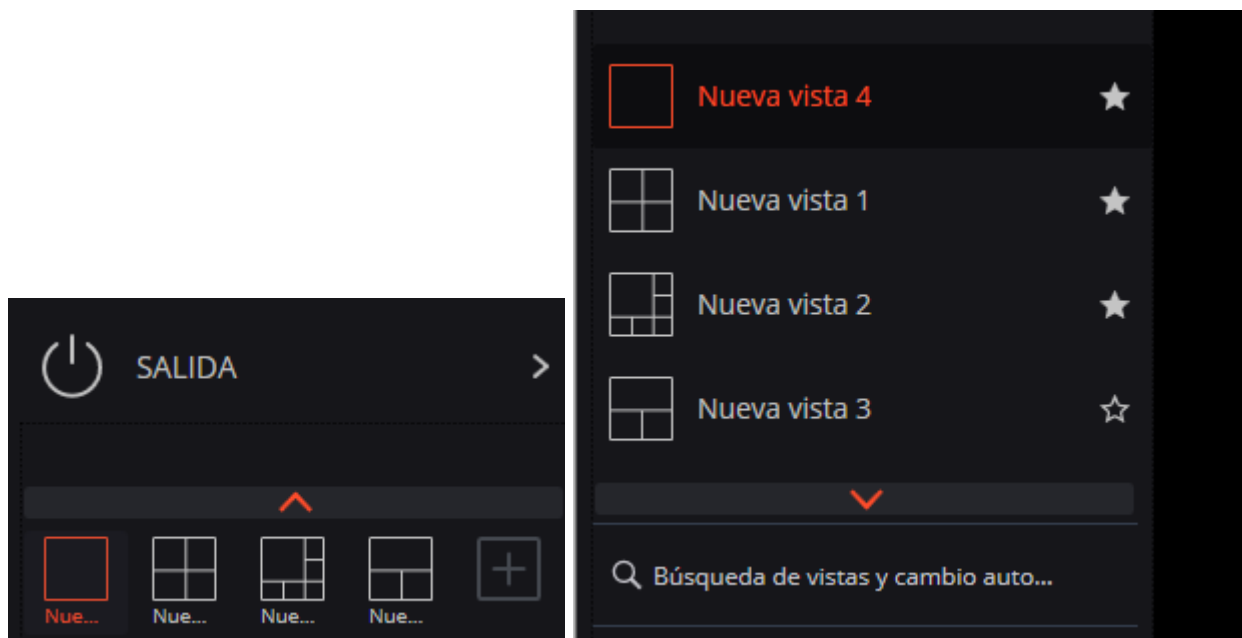 SALIDA
Nue... Nue... Nue... Nue...
Nueva vista 4
Nueva vista 1
Nueva vista 2
Nueva vista 3
Búsqueda de vistas y cambio auto...